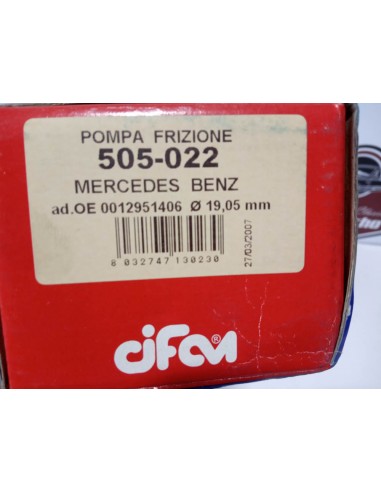 POMPA FRIZIONE
505-022
MERCEDES BENZ
ad.OE 0012951406 Ø 19,05 mm
27/03/2007
8 032747 130230
CIFAM®